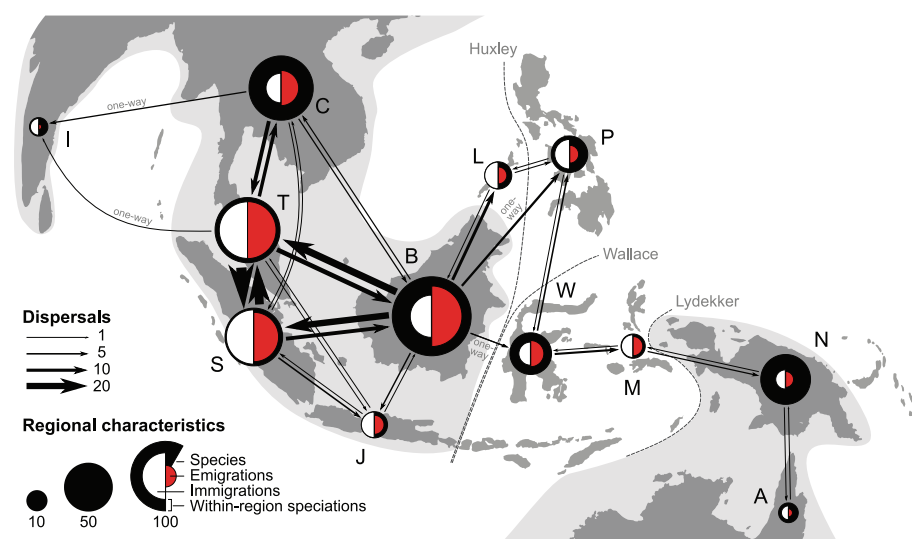 Huxley
one-way
C
I
P
L
one-way
T
one-way
B
Wallace
W
Lydekker
Dispersals
1
5
10
20
S
one-way
N
M
Regional characteristics
J
Species
Emigrations
Immigrations
Within-region speciations
10
50
100
A